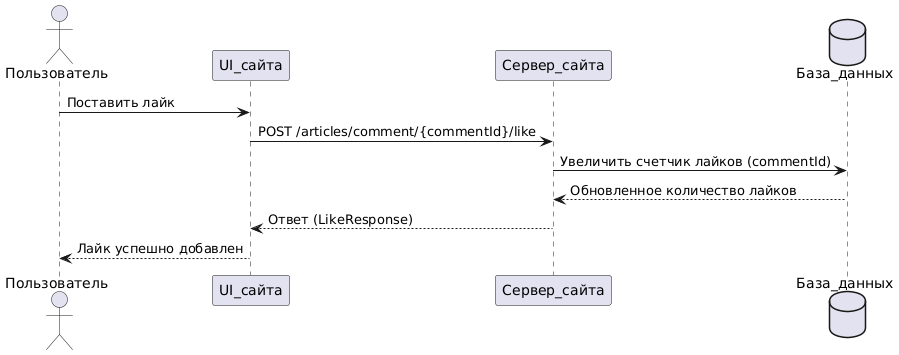 Пользователь
UI_сайта
Сервер_сайта
База_данных
Поставить лайк
POST /articles/comment/{commentId}/like
Увеличить счетчик лайков (commentId)
Обновленное количество лайков
Ответ (LikeResponse)
Лайк успешно добавлен
Пользователь
UI_сайта
Сервер_сайта
База_данных